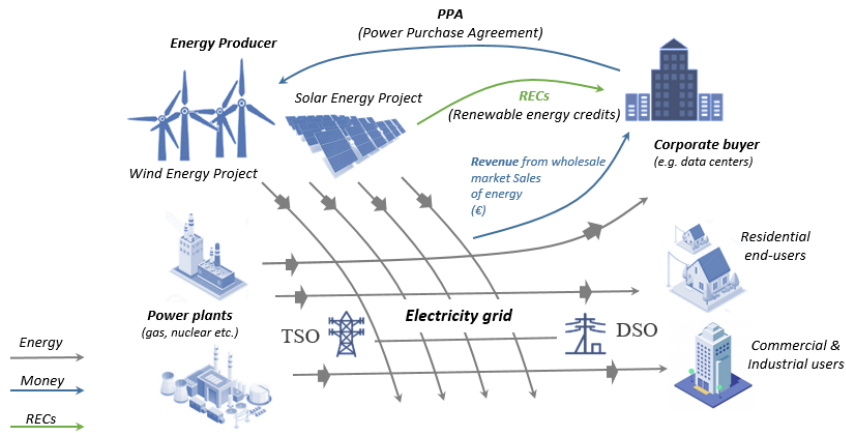 PPA
(Power Purchase Agreement)
Energy Producer
Solar Energy Project
RECs
(Renewable energy credits)
Wind Energy Project
Corporate buyer
(e.g. data centers)
Revenue from wholesale
market Sales
of energy
(€)
Residential
end-users
Power plants
(gas, nuclear etc.)
Electricity grid
TSO
DSO
Commercial &
Industrial users
Energy
Money
RECs